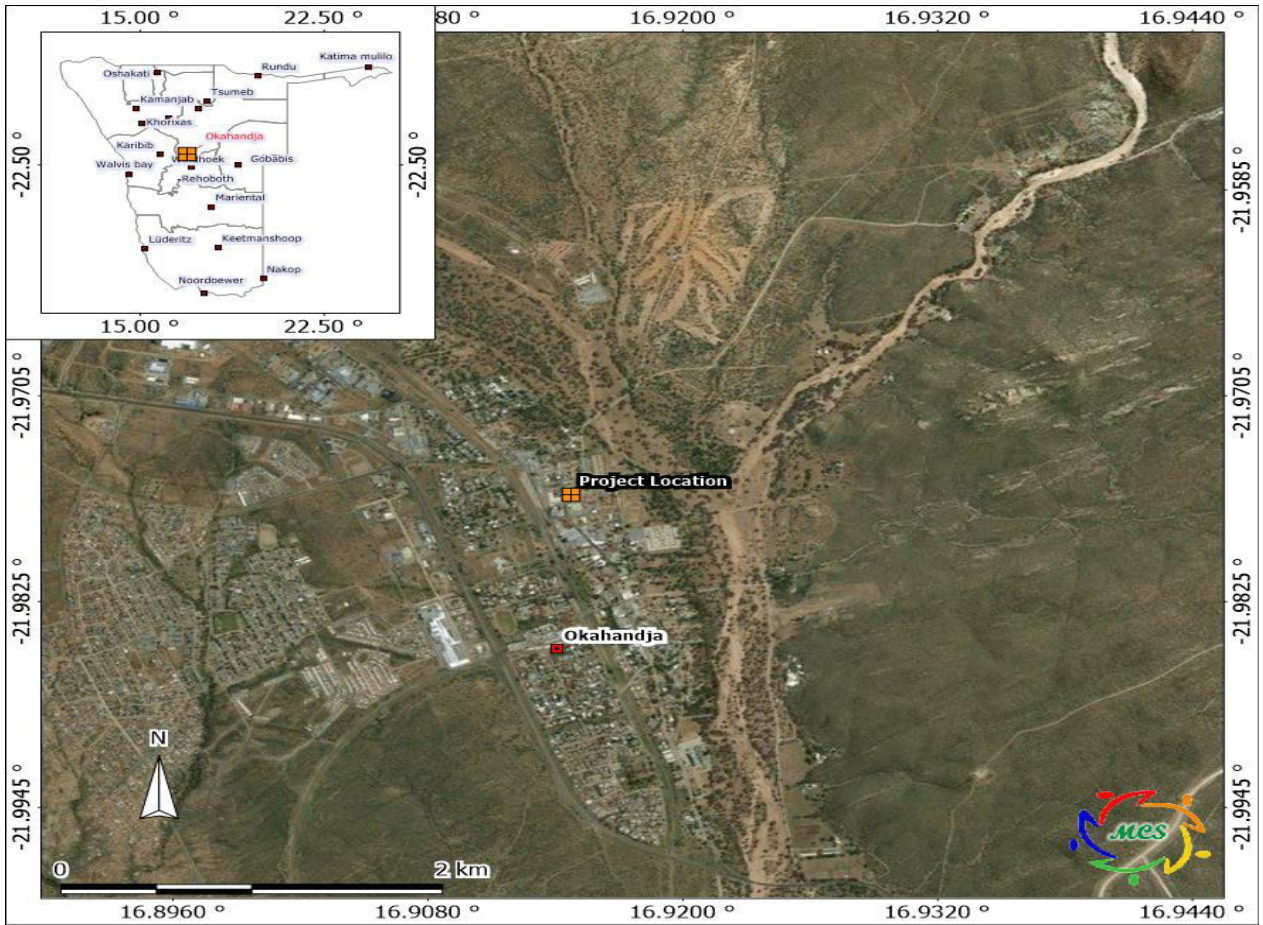 15.00 °
22.50 °
80 °
16.9200 °
16.9320 °
16.9440 °
Katima mulilo
Oshakati
Rundu
Kamanjab
Tsumeb
Khorixas
Okahandja
Karibib
Gobabis
Walvis bay
Rehoboth
Mariental
Lüderitz
Keetmanshoop
Nakop
Noordoewer
-22.50 °
-22.50 °
15.00 °
22.50 °
-21.9585 °
-21.9705 °
-21.9705 °
Project Location
-21.9825 °
-21.9825 °
Okahandja
N
-21.9945 °
-21.9945 °
MCS
0
2 km
16.8960 °
16.9080 °
16.9200 °
16.9320 °
16.9440 °